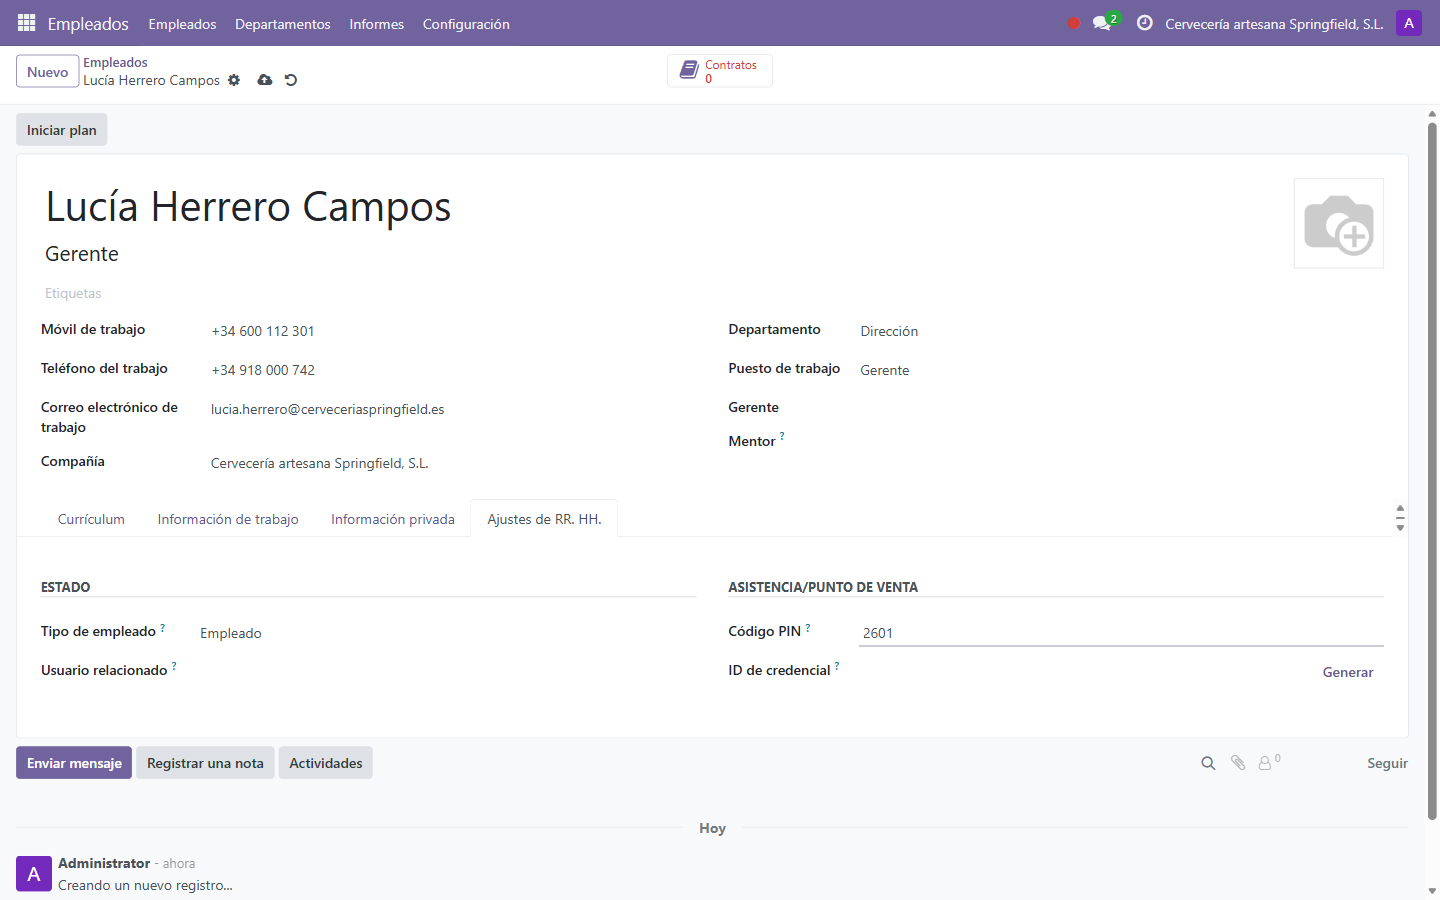 Empleados Empleados Departamentos Informes Configuración 2 Cervecería artesana Springfield, S.L. A
Nuevo Empleados
Lucía Herrero Campos
Contratos
0
Iniciar plan
Lucía Herrero Campos
Gerente
Etiquetas
Móvil de trabajo +34 600 112 301
Teléfono del trabajo +34 918 000 742
Correo electrónico de trabajo lucia.herrero@cerveceriaspringfield.es
Compañía Cervecería artesana Springfield, S.L.
Departamento Dirección
Puesto de trabajo Gerente
Gerente
Mentor ?
Currículum Información de trabajo Información privada Ajustes de RR. HH.
ESTADO
Tipo de empleado ? Empleado
Usuario relacionado ?
ASISTENCIA/PUNTO DE VENTA
Código PIN ? 2601
ID de credencial ? Generar
Enviar mensaje Registrar una nota Actividades 0 Seguir
Hoy
A Administrator - ahora
Creando un nuevo registro...